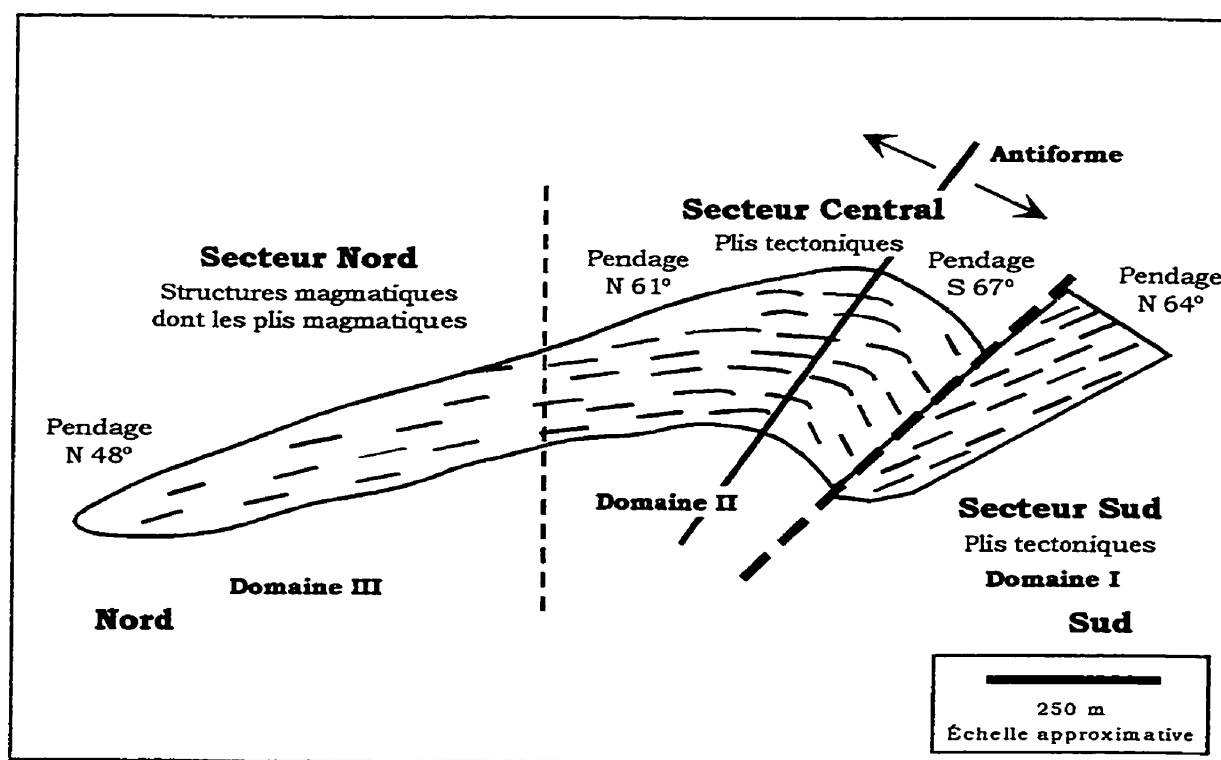 Antiforme
Secteur Central
Plis tectoniques
Secteur Nord
Structures magmatiques
dont les plis magmatiques
Pendage
N 61°
Pendage
S 67°
Pendage
N 64°
Pendage
N 48°
Domaine II
Secteur Sud
Plis tectoniques
Domaine I
Domaine III
Nord
Sud
250 m
Échelle approximative